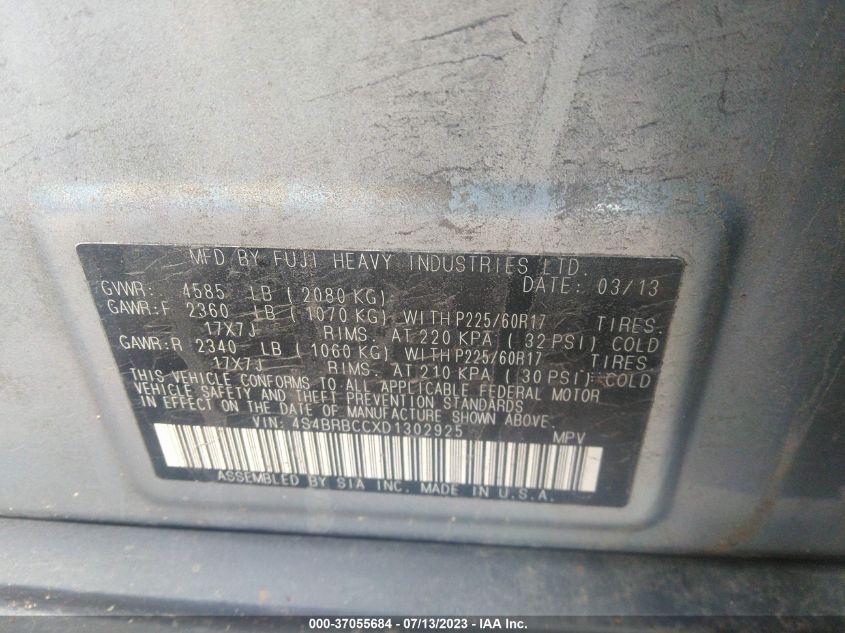 MFD BY FUJI HEAVY INDUSTRIES LTD.
DATE: 03/13
GVWR: 4585 LB ( 2080 KG)
GAWR:F 2360 LB ( 1070 KG) WITH P225/60R17 TIRES.
17X7J RIMS. AT 220 KPA ( 32 PSI) COLD
GAWR:R 2340 LB ( 1060 KG) WITH P225/60R17 TIRES.
17X7J RIMS. AT 210 KPA ( 30 PSI) COLD
THIS VEHICLE CONFORMS TO ALL APPLICABLE FEDERAL MOTOR
VEHICLE SAFETY AND THEFT PREVENTION STANDARDS
IN EFFECT ON THE DATE OF MANUFACTURE SHOWN ABOVE.
VIN: 4S4BRBCCXD1302925 MPV
ASSEMBLED BY SIA INC. MADE IN U.S.A.
000-37055684 - 07/13/2023 - IAAI.com